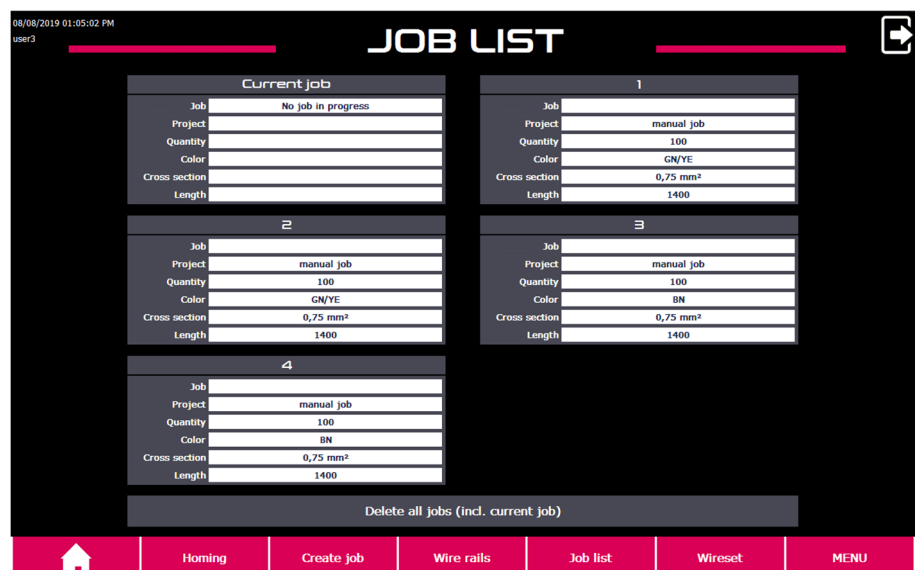 08/08/2019 01:05:02 PM
user3
JOB LIST
Current job
Job No job in progress
Project
Quantity
Color
Cross section
Length
1
Job
Project manual job
Quantity 100
Color GN/YE
Cross section 0,75 mm²
Length 1400
2
Job
Project manual job
Quantity 100
Color GN/YE
Cross section 0,75 mm²
Length 1400
3
Job
Project manual job
Quantity 100
Color BN
Cross section 0,75 mm²
Length 1400
4
Job
Project manual job
Quantity 100
Color BN
Cross section 0,75 mm²
Length 1400
Delete all jobs (incl. current job)
Homing Create job Wire rails Job list Wireset MENU